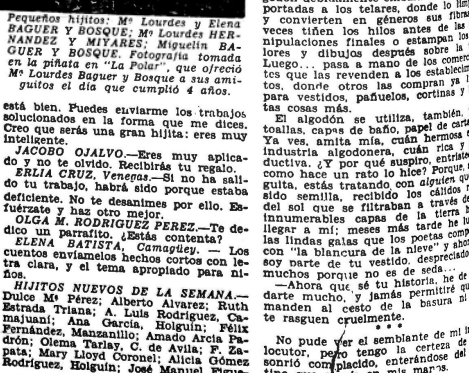 Pequeños hijitos: Mª Lourdes y Elena
BAGUER Y BOSQUE; Mª Lourdes HER-
NANDEZ Y MIYARES; Miguelín BA-
GUER Y BOSQUE. Fotografía tomada
en la piñata en "La Polar", que ofreció
Mª Lourdes Baguer y Bosque a sus ami-
guitos el día que cumplió 4 años.
está bien. Puedes enviarme los trabajos
solucionados en la forma que me dices.
Creo que serás una gran hijita: eres muy
inteligente.
JACOBO OJALVO.—Eres muy aplica-
do y no te olvido. Recibirás tu regalo.
ERLIA CRUZ, Venegas.—Si no ha sali-
do tu trabajo, habrá sido porque estaba
deficiente. No te desanimes por ello. Es-
fuérzate y haz otro mejor.
OLGA M. RODRIGUEZ PEREZ.—Te de-
dico un parrafito. ¿Estás contenta?
ELENA BATISTA, Camagüey. — Los
cuentos envíamelos hechos cortos con le-
tra clara, y el tema apropiado para ni-
ños.
HIJITOS NUEVOS DE LA SEMANA.—
Dulce Mª Pérez; Alberto Alvarez; Ruth
Estrada Triana; A. Luis Rodríguez, Ca-
majuaní; Ana García, Holguín; Félix
Fernández, Manzanillo; Amado Arcia Pa-
drón; Olema Tarlay, C. de Avila; F. Za-
pata; Mary Lloyd Coronel; Alicia Gómez
Rodríguez, Holguín; José Manuel
portadas a los telares, donde lo
y convierten en géneros sus
veces tiñen los hilos antes de las
nipulaciones finales o estampan los
lores y dibujos después sobre la
Luego... pasa a mano de los
tes que las revenden a los
tos, donde otros las compran ya
para vestidos, pañuelos, cortinas y
tas cosas más.
El algodón se utiliza, también,
toallas, capas de baño, papel de
Ya ves, amita mía, cuán hermosa
industria algodonera, cuán rica y
ductiva. ¿Y por qué suspiro,
como hace un rato lo hice? Porque,
guita, estás tratando con alguien
sido semilla, recibido los cálidos
del sol que se filtraban a través de
innumerables capas de la tierra
llegar a mí; meses más tarde he
las lindas galas que los poetas
con "la blancura de la nieve" y
soy parte de tu vestido, despreciado
muchos porque no es de seda...
—Ahora que sé tu historia, he de
darte mucho, y jamás permitiré
manden al cesto de la basura ni
te rasguen cruelmente.
* * *
No pude ver el semblante de mi
locutor, pero tengo la certeza de
sonrió complacido, enterándose del